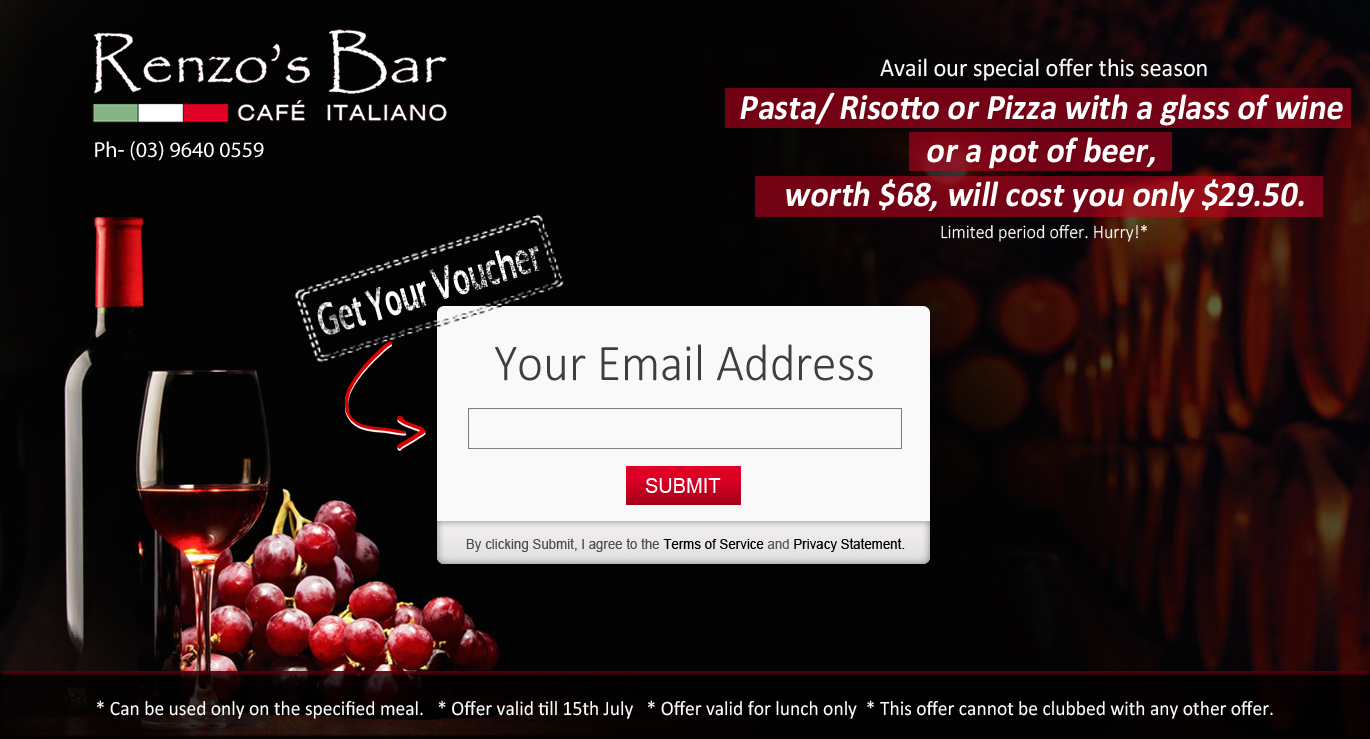 Renzo's Bar
CAFÉ ITALIANO
Ph- (03) 9640 0559
Avail our special offer this season
Pasta/ Risotto or Pizza with a glass of wine
or a pot of beer,
worth $68, will cost you only $29.50.
Limited period offer. Hurry!*
Get Your Voucher
Your Email Address
SUBMIT
By clicking Submit, I agree to the Terms of Service and Privacy Statement.
* Can be used only on the specified meal. * Offer valid till 15th July * Offer valid for lunch only * This offer cannot be clubbed with any other offer.